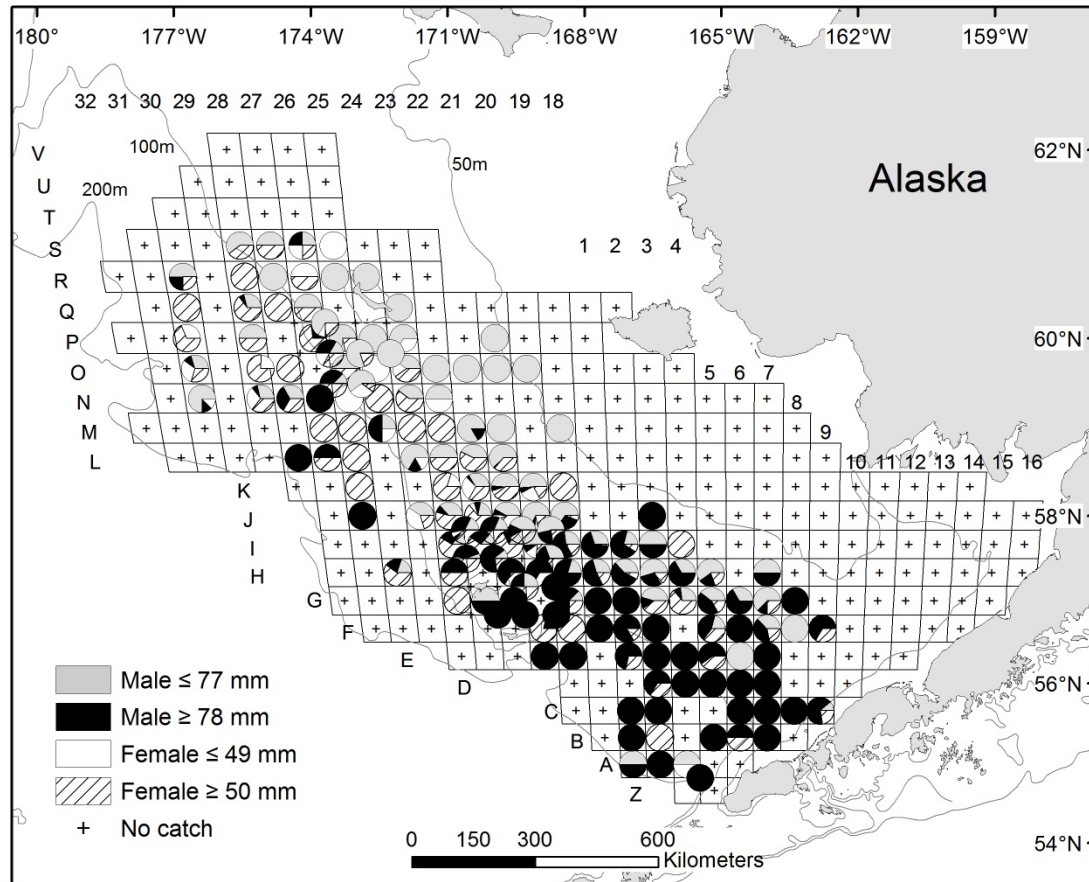 180° 177°W 174°W 171°W 168°W 165°W 162°W 159°W
32 31 30 29 28 27 26 25 24 23 22 21 20 19 18
V
100m
62°N
50m
U
Alaska
200m
T
S
1 2 3 4
R
Q
P
60°N
O
5 6 7
N
8
M
9
L
10 11 12 13 14 15 16
K
J
58°N
I
H
G
F
E
D
Male ≤ 77 mm
56°N
Male ≥ 78 mm
C
Female ≤ 49 mm
B
A
Female ≥ 50 mm
Z
+ No catch
0 150 300 600
Kilometers
54°N